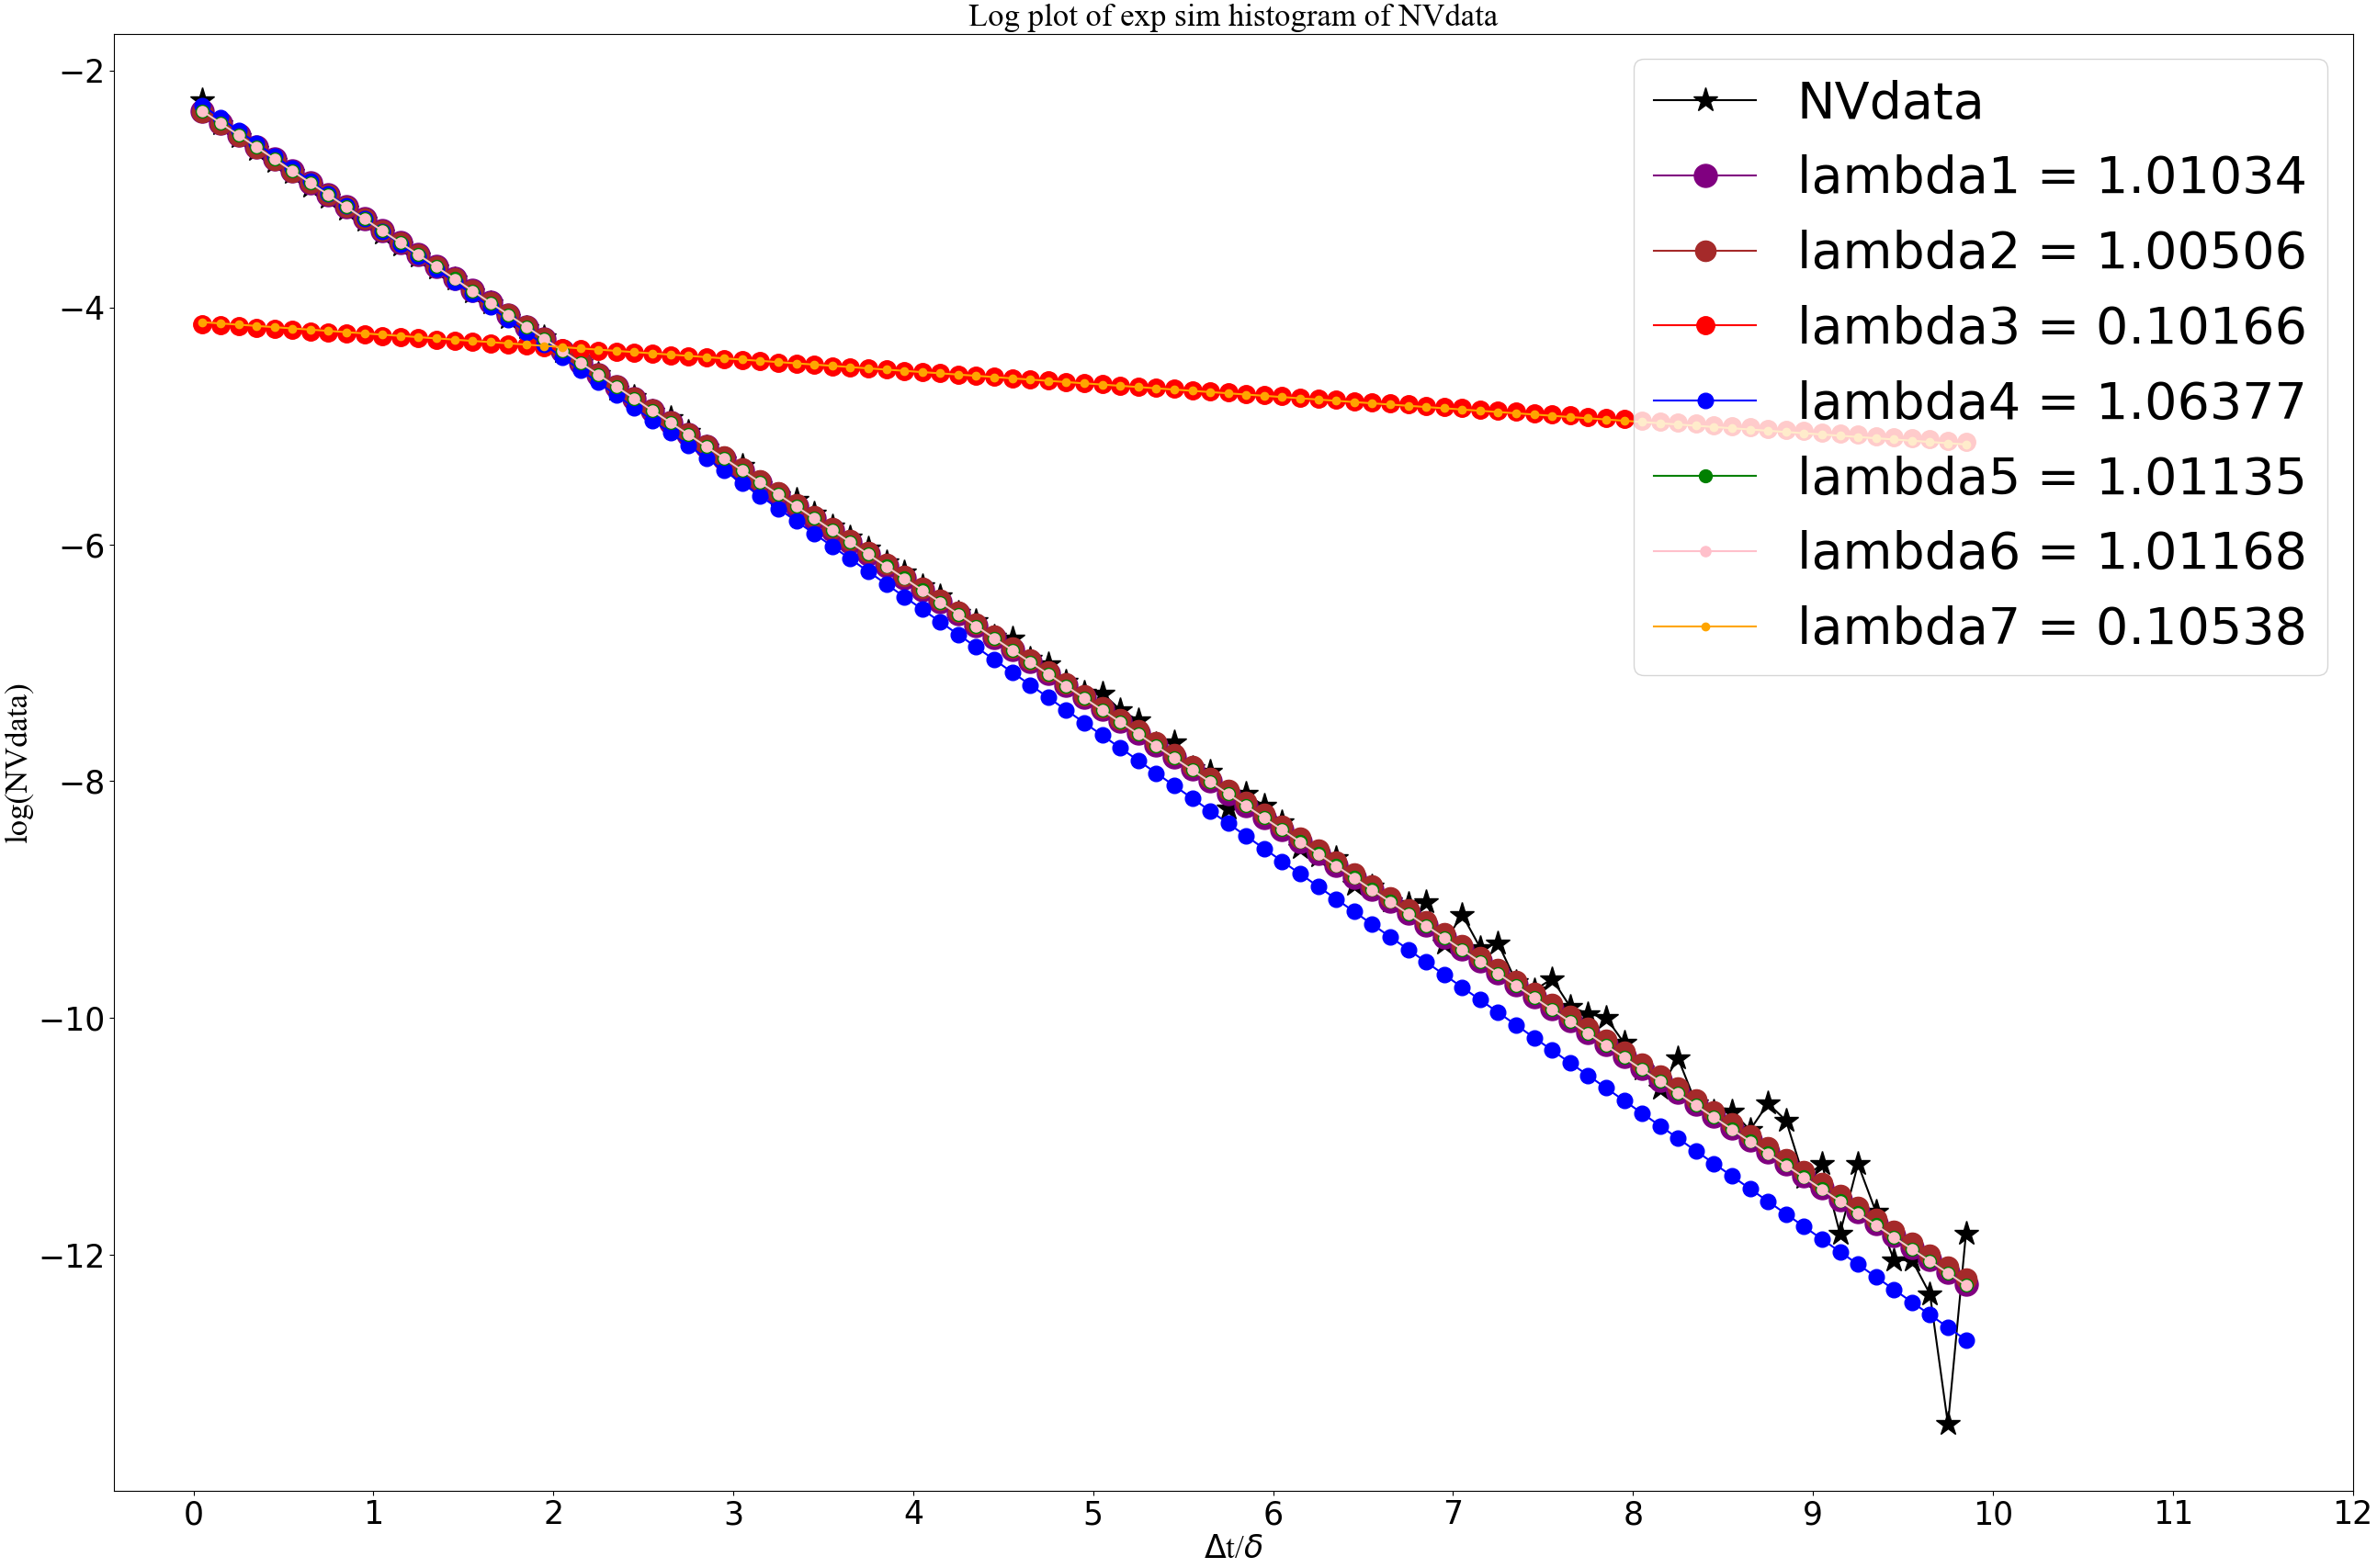 Log plot of exp sim histogram of NVdata
NVdata
lambda1 = 1.01034
lambda2 = 1.00506
lambda3 = 0.10166
lambda4 = 1.06377
lambda5 = 1.01135
lambda6 = 1.01168
lambda7 = 0.10538
log(NVdata)
−2
−4
−6
−8
−10
−12
0 1 2 3 4 5 6 7 8 9 10 11 12
Δt/δ